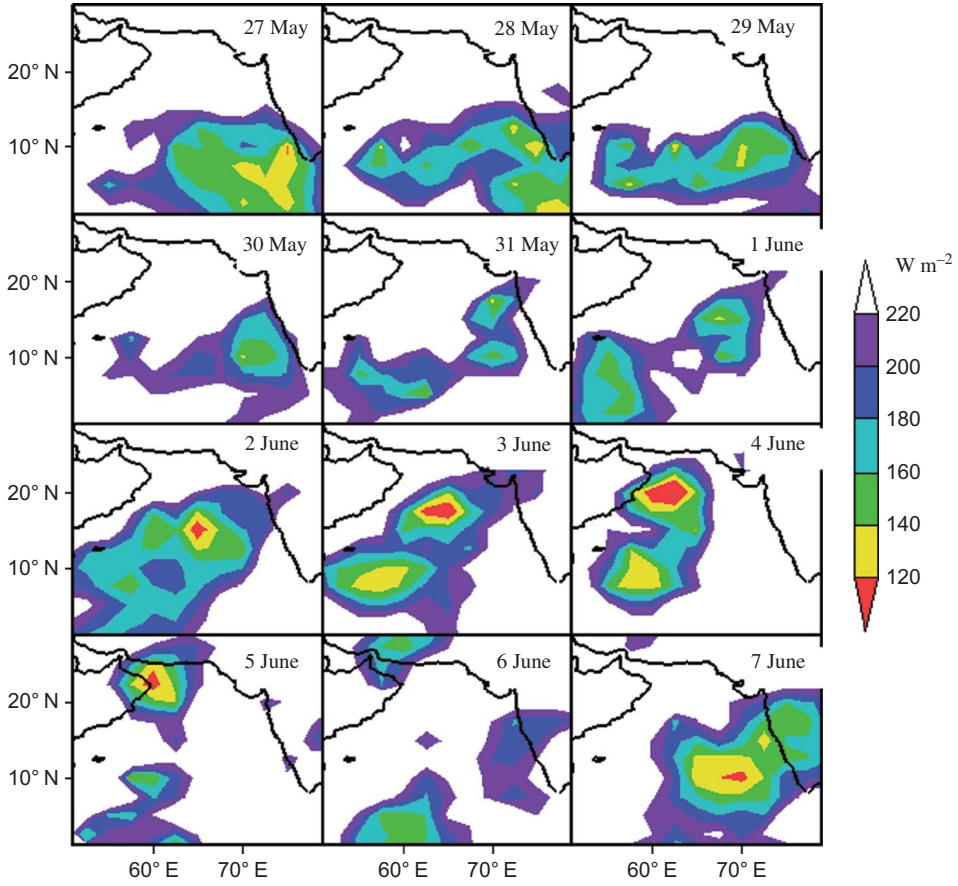 27 May
28 May
29 May
20° N
10° N
30 May
31 May
1 June
20° N
10° N
W m⁻²
220
200
180
160
140
120
2 June
3 June
4 June
20° N
10° N
5 June
6 June
7 June
20° N
10° N
60° E
70° E
60° E
70° E
60° E
70° E